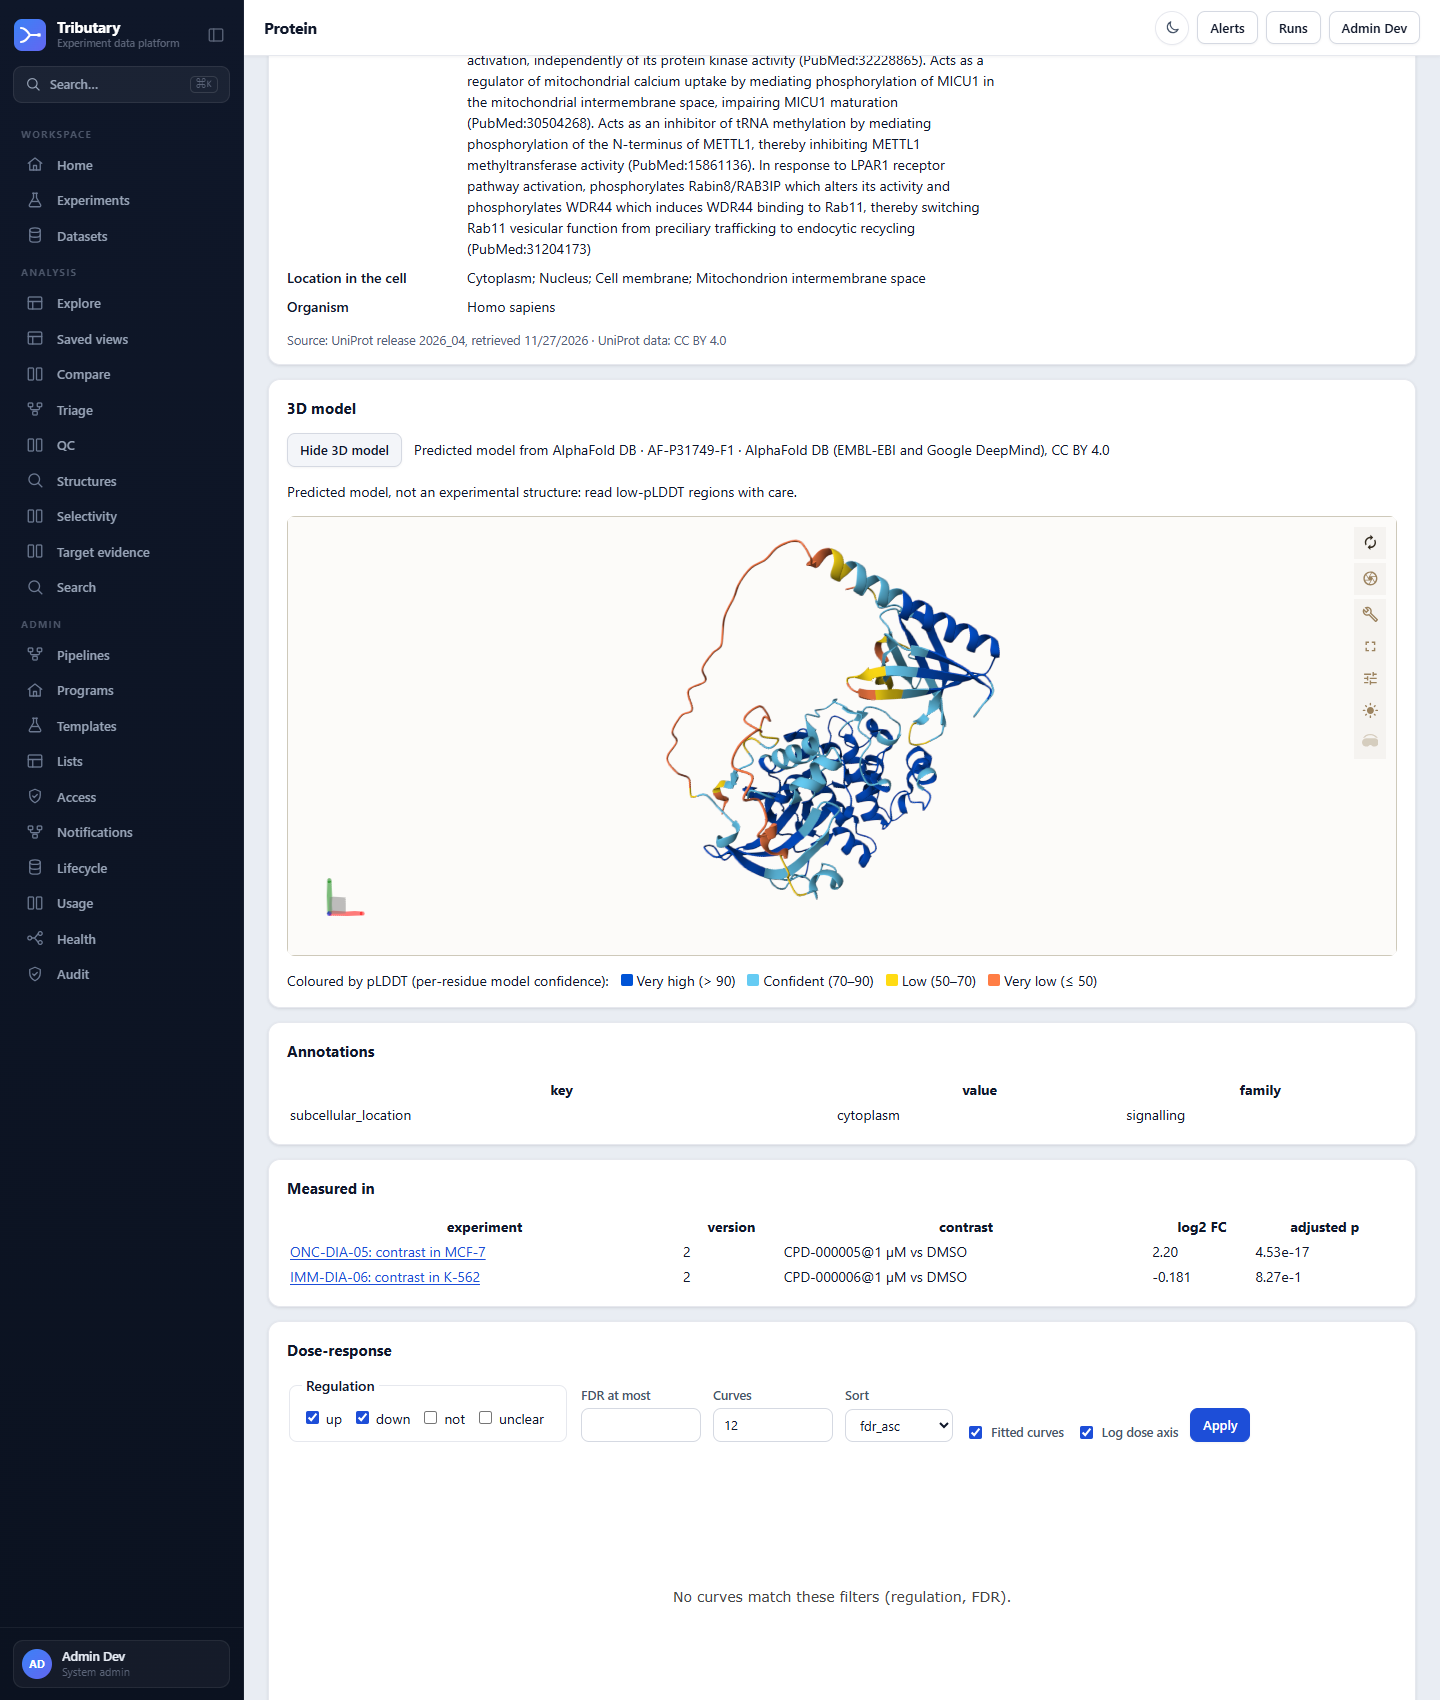 Tributary
Experiment data platform
Search...
⌘K
WORKSPACE
Home
Experiments
Datasets
ANALYSIS
Explore
Saved views
Compare
Triage
QC
Structures
Selectivity
Target evidence
Search
ADMIN
Pipelines
Programs
Templates
Lists
Access
Notifications
Lifecycle
Usage
Health
Audit
AD
Admin Dev
System admin
Protein
Alerts
Runs
Admin Dev
activation, independently of its protein kinase activity (PubMed:32228865). Acts as a
regulator of mitochondrial calcium uptake by mediating phosphorylation of MICU1 in
the mitochondrial intermembrane space, impairing MICU1 maturation
(PubMed:30504268). Acts as an inhibitor of tRNA methylation by mediating
phosphorylation of the N-terminus of METTL1, thereby inhibiting METTL1
methyltransferase activity (PubMed:15861136). In response to LPAR1 receptor
pathway activation, phosphorylates Rabin8/RAB3IP which alters its activity and
phosphorylates WDR44 which induces WDR44 binding to Rab11, thereby switching
Rab11 vesicular function from preciliary trafficking to endocytic recycling
(PubMed:31204173)
Location in the cell Cytoplasm; Nucleus; Cell membrane; Mitochondrion intermembrane space
Organism Homo sapiens
Source: UniProt release 2026_04, retrieved 11/27/2026 · UniProt data: CC BY 4.0
3D model
Hide 3D model Predicted model from AlphaFold DB · AF-P31749-F1 · AlphaFold DB (EMBL-EBI and Google DeepMind), CC BY 4.0
Predicted model, not an experimental structure: read low-pLDDT regions with care.
Coloured by pLDDT (per-residue model confidence): Very high (> 90) Confident (70–90) Low (50–70) Very low (≤ 50)
Annotations
key value family
subcellular_location cytoplasm signalling
Measured in
experiment version contrast log2 FC adjusted p
ONC-DIA-05: contrast in MCF-7 2 CPD-000005@1 µM vs DMSO 2.20 4.53e-17
IMM-DIA-06: contrast in K-562 2 CPD-000006@1 µM vs DMSO -0.181 8.27e-1
Dose-response
Regulation
up down not unclear
FDR at most
Curves
12
Sort
fdr_asc
Fitted curves
Log dose axis
Apply
No curves match these filters (regulation, FDR).